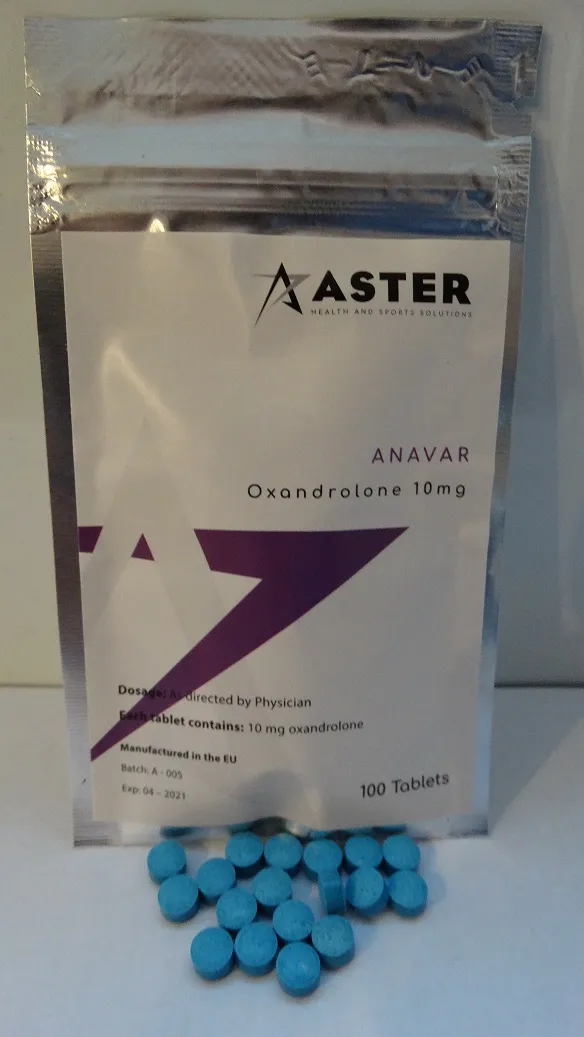 ASTER
HEALTH AND SPORTS SOLUTIONS
ANAVAR
Oxandrolone 10mg
Dosage: As directed by Physician
Each tablet contains: 10 mg oxandrolone
Manufactured in the EU
Batch: A - 005
Exp: 04 - 2021
100 Tablets